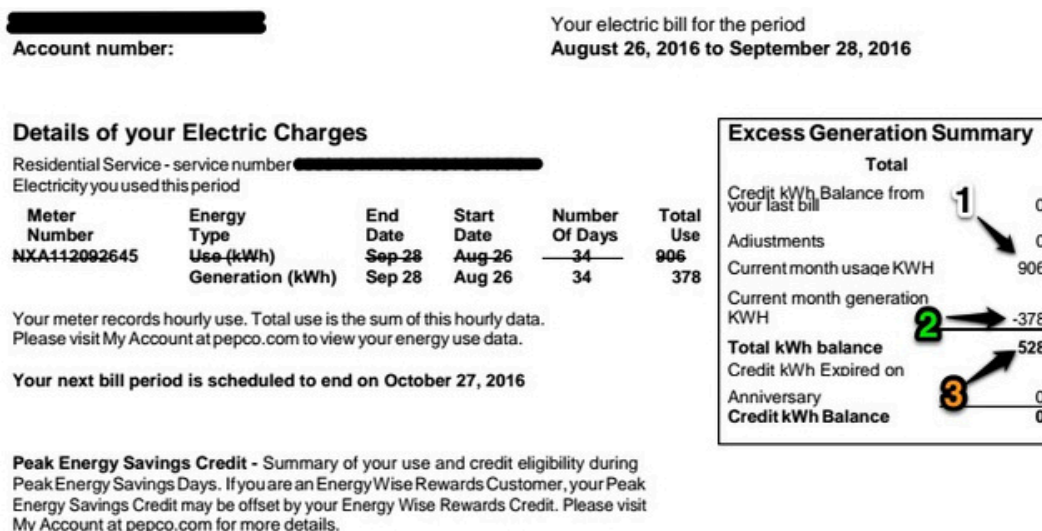 Account number:
Your electric bill for the period
August 26, 2016 to September 28, 2016
Details of your Electric Charges
Residential Service - service number
Electricity you used this period
Meter Number Energy Type End Date Start Date Number Of Days Total Use
NXA112092645 Use (kWh) Sep 28 Aug 26 34 906
Generation (kWh) Sep 28 Aug 26 34 378
Your meter records hourly use. Total use is the sum of this hourly data.
Please visit My Account at pepco.com to view your energy use data.
Your next bill period is scheduled to end on October 27, 2016
Peak Energy Savings Credit - Summary of your use and credit eligibility during
Peak Energy Savings Days. If you are an Energy Wise Rewards Customer, your Peak
Energy Savings Credit may be offset by your Energy Wise Rewards Credit. Please visit
My Account at pepco.com for more details.
Excess Generation Summary
Total
Credit kWh Balance from
your last bill 0
1
Adjustments 0
Current month usage KWH 906
Current month generation
KWH -378
2
Total kWh balance 528
Credit kWh Expired on
3
Anniversary 0
Credit kWh Balance 0